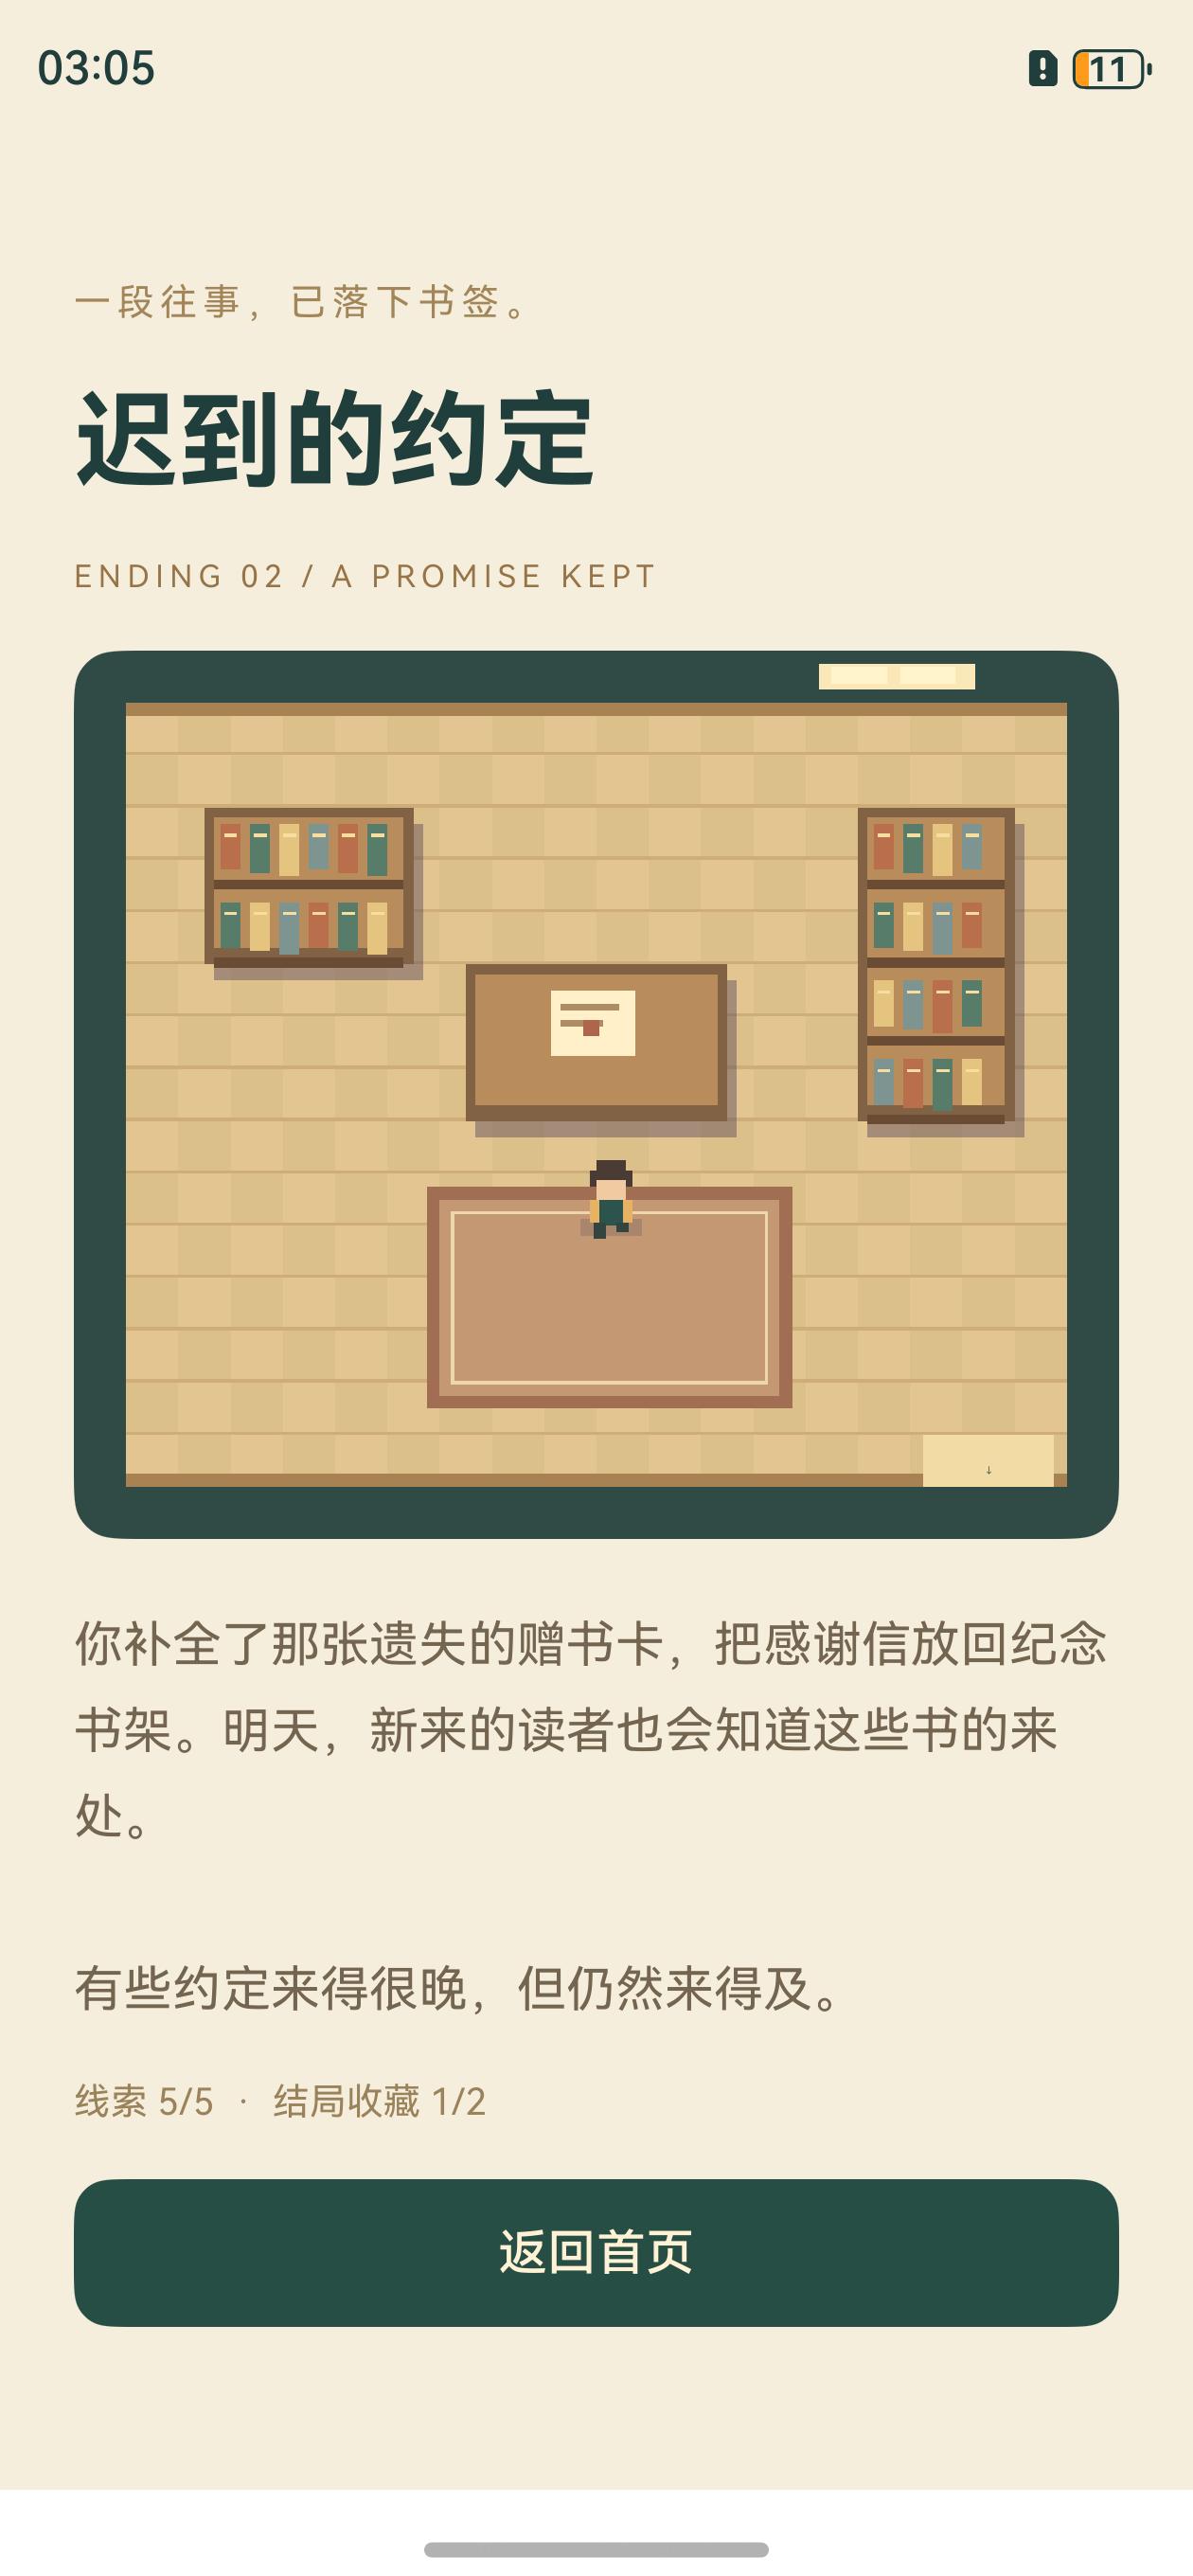 03:05
11
一段往事，已落下书签。
迟到的约定
ENDING 02 / A PROMISE KEPT
↓
你补全了那张遗失的赠书卡，把感谢信放回纪念
书架。明天，新来的读者也会知道这些书的来
处。
有些约定来得很晚，但仍然来得及。
线索 5/5 · 结局收藏 1/2
返回首页